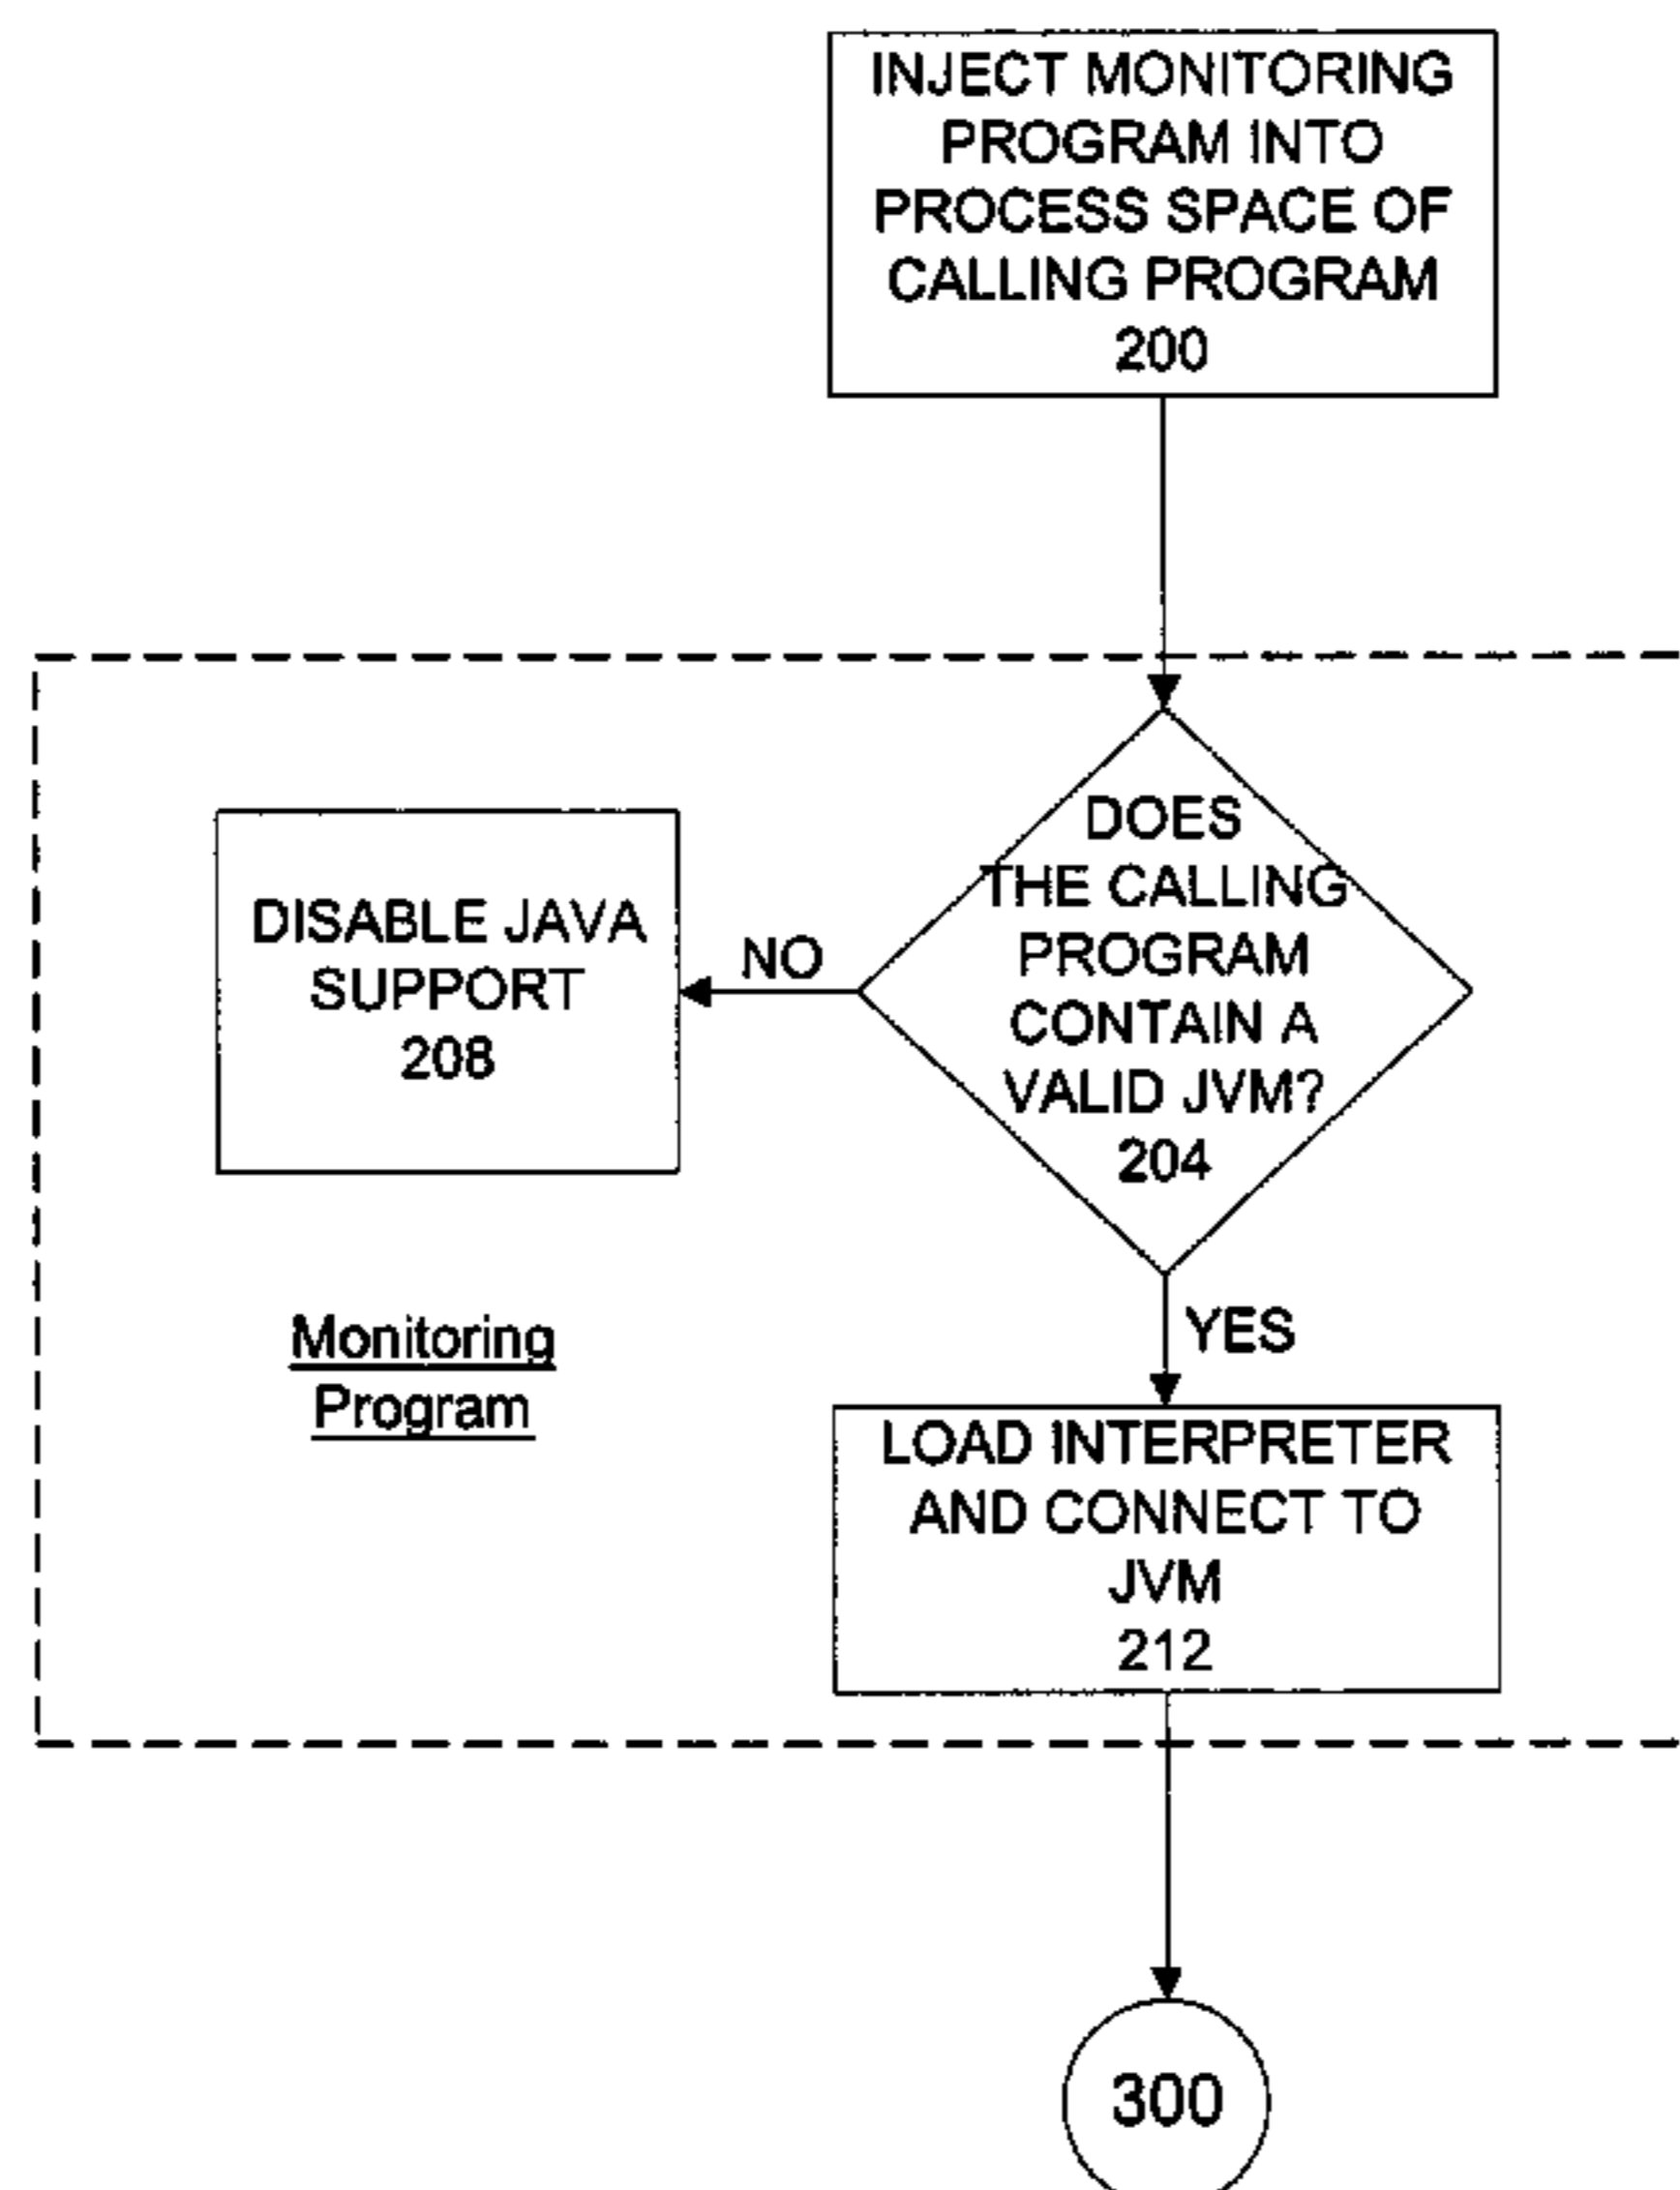 INJECT MONITORING
PROGRAM INTO
PROCESS SPACE OF
CALLING PROGRAM
200
DOES
THE CALLING
PROGRAM
CONTAIN A
VALID JVM?
204
NO
DISABLE JAVA
SUPPORT
208
YES
Monitoring
Program
LOAD INTERPRETER
AND CONNECT TO
JVM
212
300